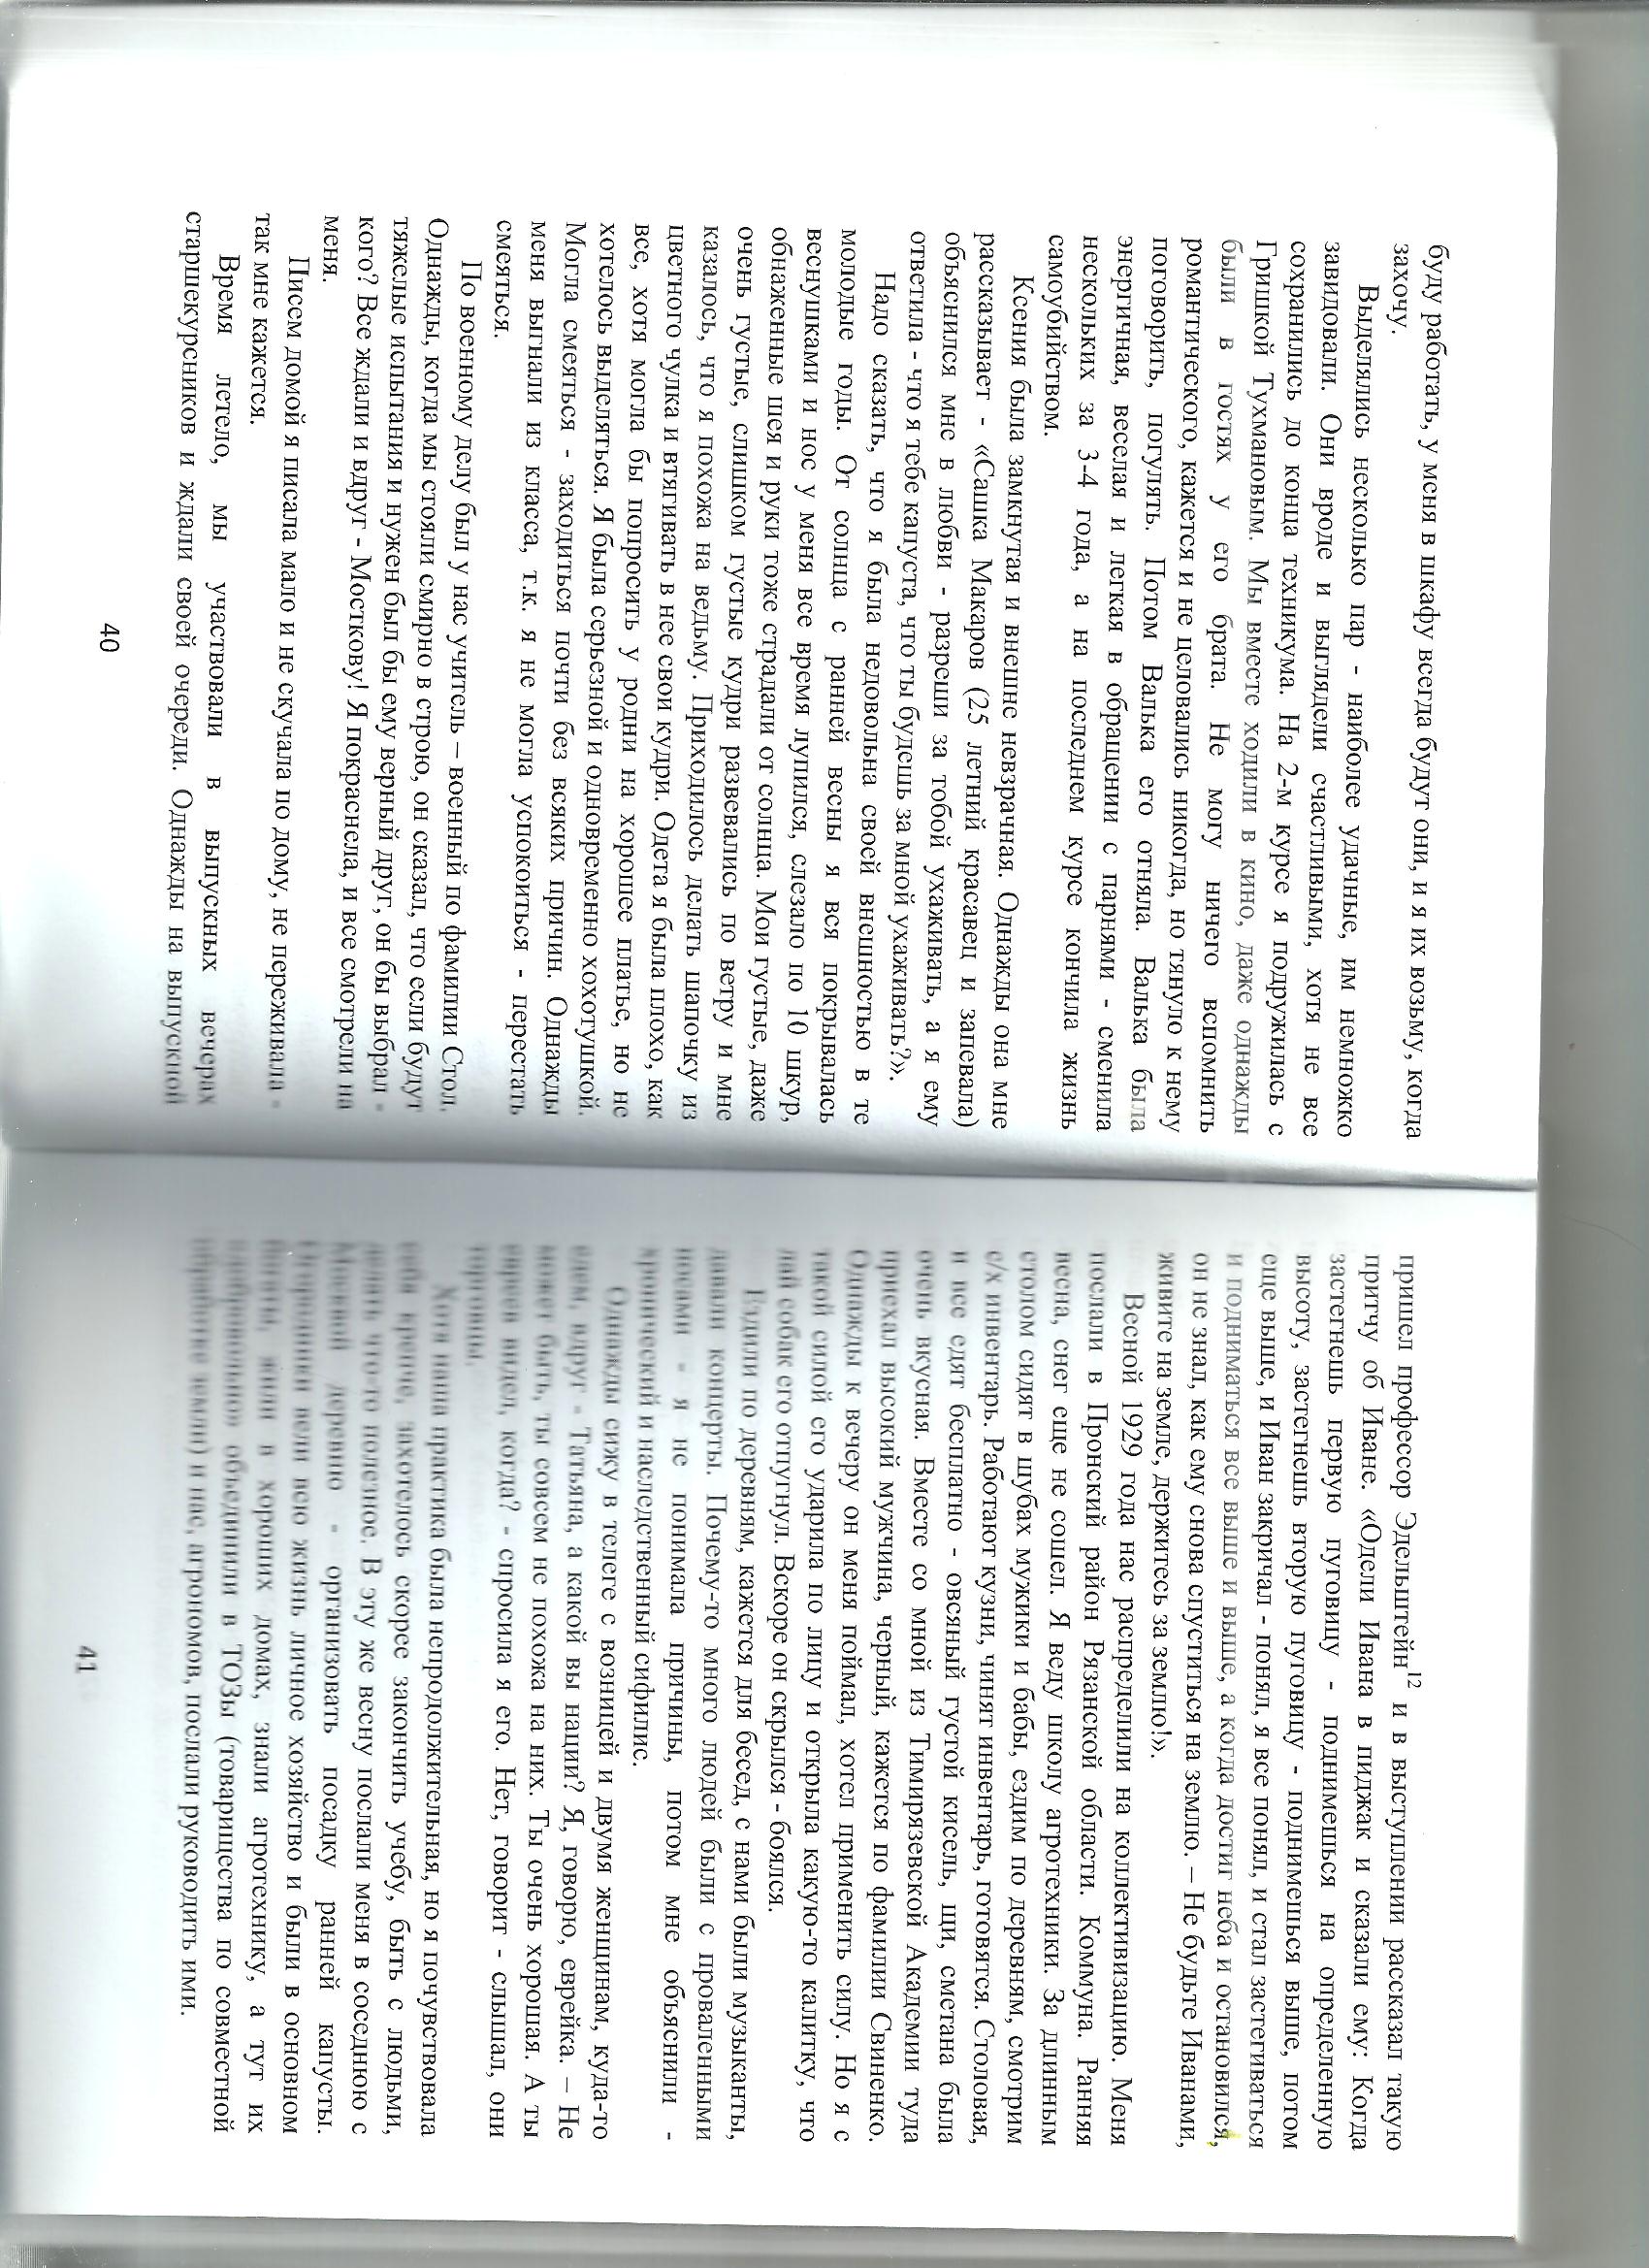 буду работать, у меня в шкафу всегда будут они, и я их возьму, когда
захочу.
Выделялись несколько пар - наиболее удачные, им немножко
завидовали. Они вроде и выглядели счастливыми, хотя не все
сохранились до конца техникума. На 2-м курсе я подружилась с
Гришкой Тухмановым. Мы вместе ходили в кино, даже однажды
были в гостях у его брата. Не могу ничего вспомнить
романтического, кажется и не целовались никогда, но тянуло к нему
поговорить, погулять. Потом Валька его отняла. Валька была
энергичная, веселая и легкая в обращении с парнями - сменила
нескольких за 3-4 года, а на последнем курсе кончила жизнь
самоубийством.
Ксения была замкнутая и внешне невзрачная. Однажды она мне
рассказывает - «Сашка Макаров (25 летний красавец и запевала)
объяснился мне в любви - разреши за тобой ухаживать, а я ему
ответила - что я тебе капуста, что ты будешь за мной ухаживать?».
Надо сказать, что я была недовольна своей внешностью в те
молодые годы. От солнца с ранней весны я вся покрывалась
веснушками и нос у меня все время лупился, слезало по 10 шкур,
обнаженные шея и руки тоже страдали от солнца. Мои густые, даже
очень густые, слишком густые кудри развевались по ветру и мне
казалось, что я похожа на ведьму. Приходилось делать шапочку из
цветного чулка и втягивать в нее свои кудри. Одета я была плохо, как
все, хотя могла бы попросить у родни на хорошее платье, но не
хотелось выделяться. Я была серьезной и одновременно хохотушкой.
Могла смеяться - заходиться почти без всяких причин. Однажды
меня выгнали из класса, т.к. я не могла успокоиться - перестать
смеяться.
По военному делу был у нас учитель – военный по фамилии Стол.
Однажды, когда мы стояли смирно в строю, он сказал, что если будут
тяжелые испытания и нужен был бы ему верный друг, он бы выбрал -
кого? Все ждали и вдруг - Мосткову! Я покраснела, и все смотрели на
меня.
Писем домой я писала мало и не скучала по дому, не переживала -
так мне кажется.
Время летело, мы участвовали в выпускных вечерах
старшекурсников и ждали своей очереди. Однажды на выпускной
40
пришел профессор Эдельштейн12 и в выступлении рассказал такую
притчу об Иване. «Одели Ивана в пиджак и сказали ему: Когда
застегнешь первую пуговицу - поднимешься на определенную
высоту, застегнешь вторую пуговицу - поднимешься выше, потом
еще выше, и Иван закричал - понял, я все понял, и стал застегиваться
и подниматься все выше и выше, а когда достиг неба и остановился,
он не знал, как ему снова спуститься на землю. – Не будьте Иванами,
живите на земле, держитесь за землю!».
Весной 1929 года нас распределили на коллективизацию. Меня
послали в Пронский район Рязанской области. Коммуна. Ранняя
весна, снег еще не сошел. Я веду школу агротехники. За длинным
столом сидят в шубах мужики и бабы, ездим по деревням, смотрим
с/х инвентарь. Работают кузни, чинят инвентарь, готовятся. Столовая,
и все едят бесплатно - овсяный густой кисель, щи, сметана была
очень вкусная. Вместе со мной из Тимирязевской Академии туда
приехал высокий мужчина, черный, кажется по фамилии Свиненко.
Однажды к вечеру он меня поймал, хотел применить силу. Но я с
такой силой его ударила по лицу и открыла какую-то калитку, что
лай собак его отпугнул. Вскоре он скрылся - боялся.
Ездили по деревням, кажется для бесед, с нами были музыканты,
давали концерты. Почему-то много людей были с проваленными
носами - я не понимала причины, потом мне объяснили -
хронический и наследственный сифилис.
Однажды сижу в телеге с возницей и двумя женщинам, куда-то
едем, вдруг - Татьяна, а какой вы нации? Я, говорю, еврейка. – Не
может быть, ты совсем не похожа на них. Ты очень хорошая. А ты
евреев видел, когда? - спросила я его. Нет, говорит - слышал, они
торговцы.
Хотя наша практика была непродолжительная, но я почувствовала
себя крепче, захотелось скорее закончить учебу, быть с людьми,
делать что-то полезное. В эту же весну послали меня в соседнюю с
Москвой деревню - организовать посадку ранней капусты.
Огородники вели всю жизнь личное хозяйство и были в основном
богаты, жили в хороших домах, знали агротехнику, а тут их
«добровольно» объединили в ТОЗы (товарищества по совместной
обработке земли) и нас, агрономов, послали руководить ими.
41